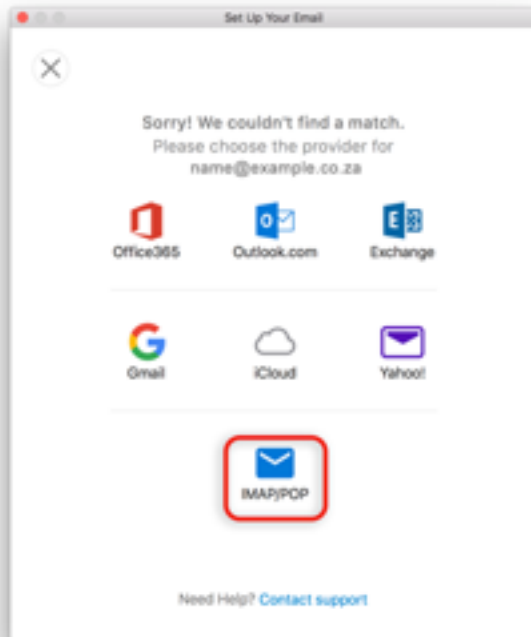 Set Up Your Email
Sorry! We couldn't find a match.
Please choose the provider for
name@example.co.za
Office365 Outlook.com Exchange
Gmail iCloud Yahoo!
IMAP/POP
Need Help? Contact support